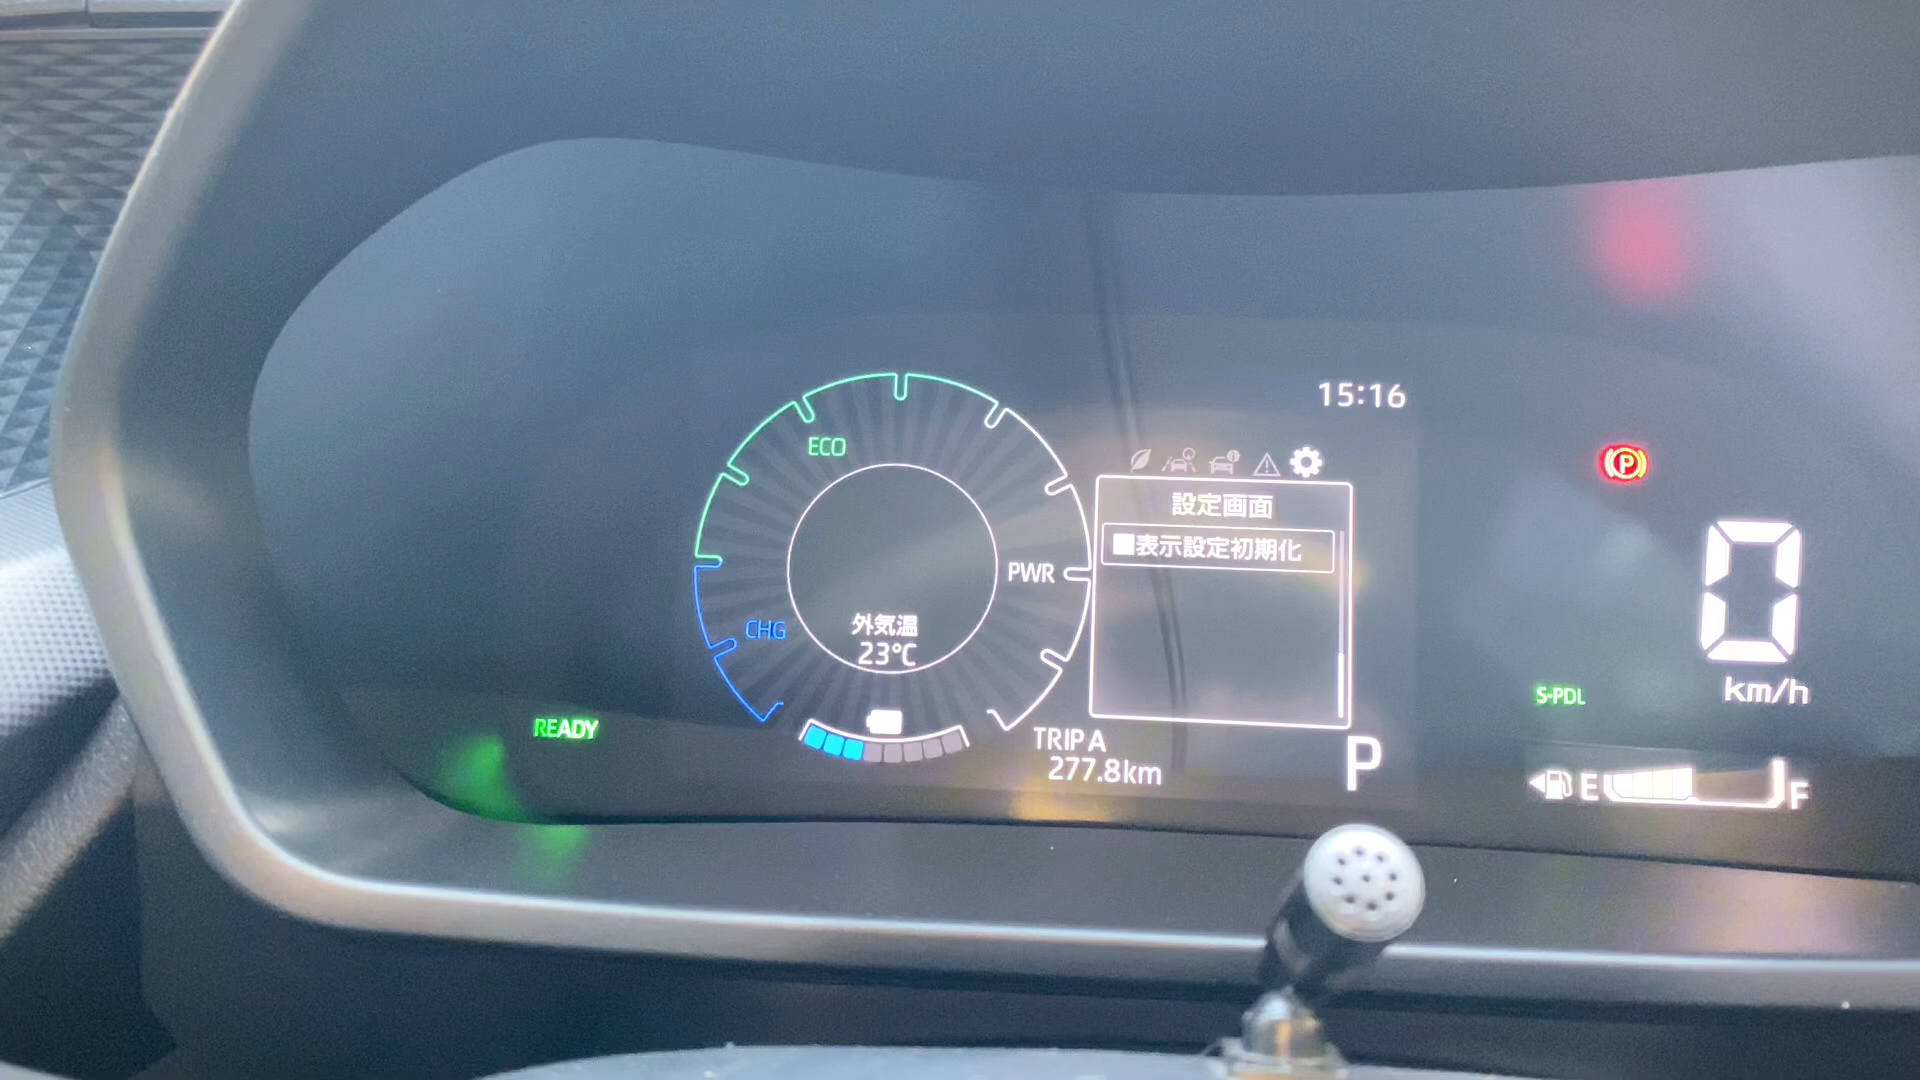 15:16
ECO
設定画面
■表示設定初期化
PWR
CHG
外気温
23°C
0
km/h
S-PDL
READY
TRIP A
277.8km
P
E
F
P